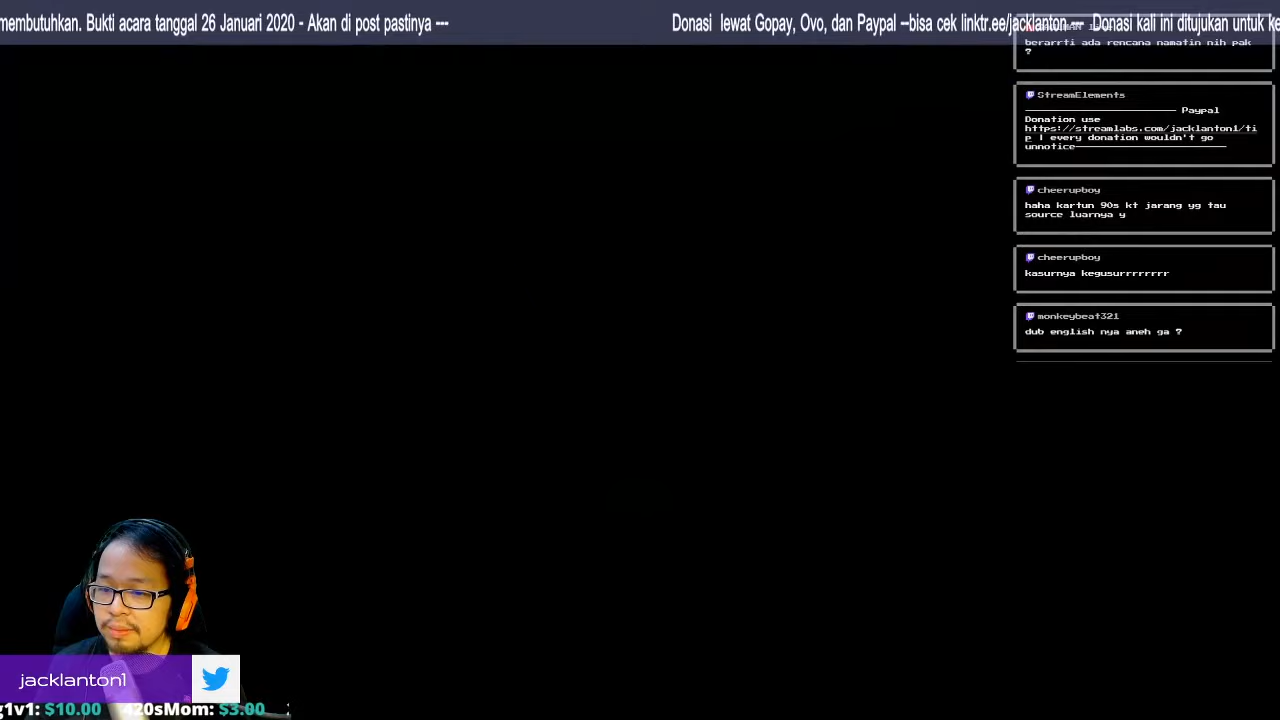 membutuhkan. Bukti acara tanggal 26 Januari 2020 - Akan di post pastinya ---
Donasi lewat Gopay, Ovo, dan Paypal --bisa cek linktr.ee/jacklanton --- Donasi kali ini ditujukan untuk ke
berarrti ada rencana namatin nih pak
?
StreamElements
Paypal
Donation use
https://streamlabs.com/jacklanton1/ti
p | every donation wouldn't go
unnotice
cheerupboy
haha kartun 90s kt jarang yg tau
source luarnya y
cheerupboy
kasurnya kegusurrrrrrrr
monkeybeat321
dub english nya aneh ga ?
jacklanton1
g1v1: $10.00 420sMom: $3.00